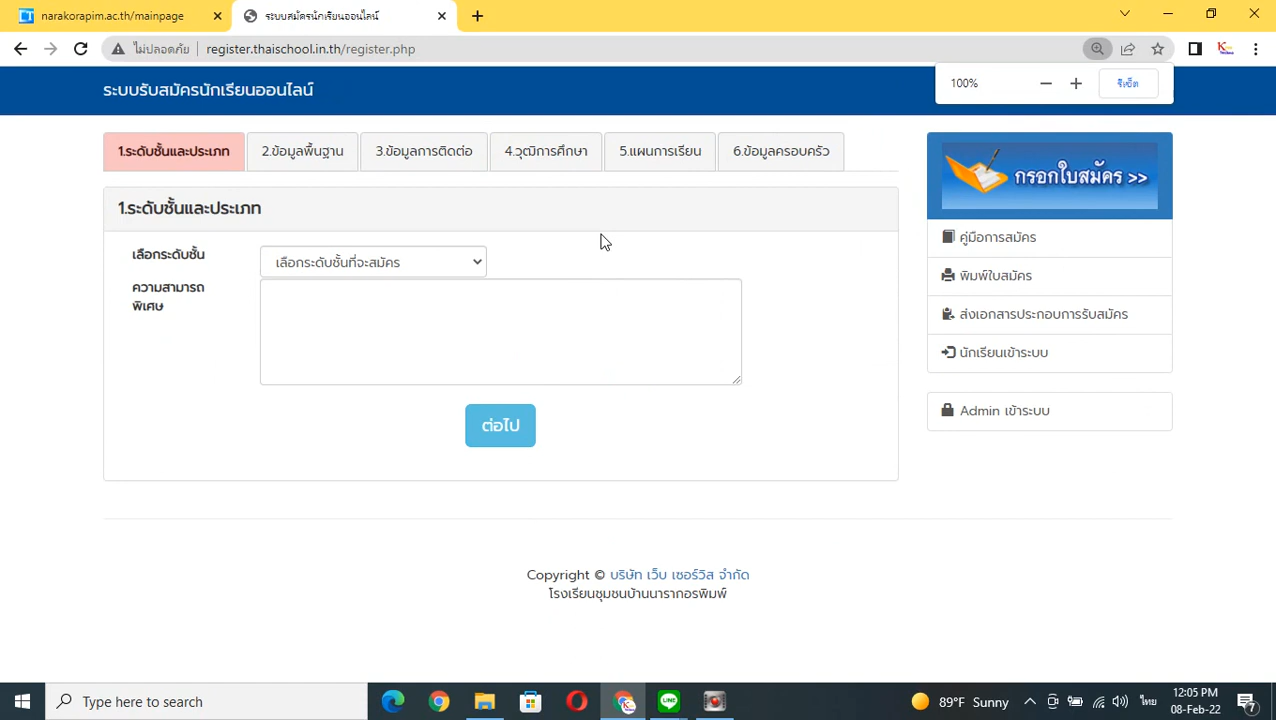 narakorapim.ac.th/mainpage
ระบบสมัครนักเรียนออนไลน์
ไม่ปลอดภัย
register.thaischool.in.th/register.php
ระบบรับสมัครนักเรียนออนไลน์
100%
รีเซ็ต
1.ระดับชั้นและประเภท
2.ข้อมูลพื้นฐาน
3.ข้อมูลการติดต่อ
4.วุฒิการศึกษา
5.แผนการเรียน
6.ข้อมูลครอบครัว
กรอกใบสมัคร >>
1.ระดับชั้นและประเภท
เลือกระดับชั้น
เลือกระดับชั้นที่จะสมัคร
ความสามารถ
พิเศษ
ต่อไป
คู่มือการสมัคร
พิมพ์ใบสมัคร
ส่งเอกสารประกอบการรับสมัคร
นักเรียนเข้าระบบ
Admin เข้าระบบ
Copyright © บริษัท เว็บ เซอร์วิส จำกัด
โรงเรียนชุมชนบ้านนารากอรพิมพ์
Type here to search
89°F Sunny
ไทย
12:05 PM
08-Feb-22
7